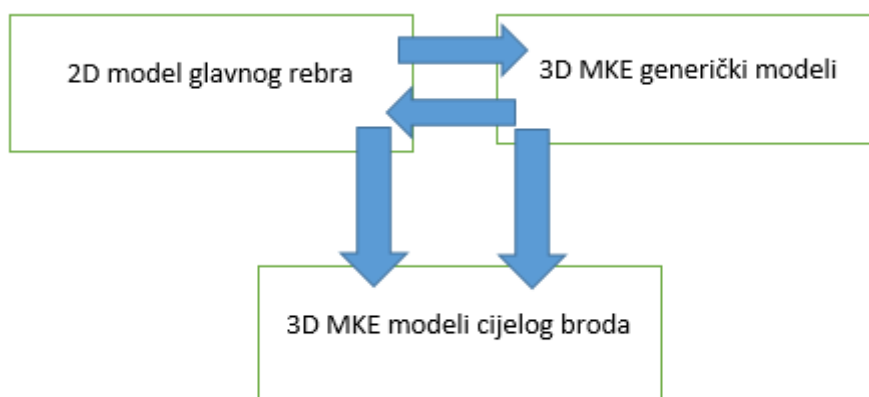 2D model glavnog rebra
3D MKE generički modeli
3D MKE modeli cijelog broda